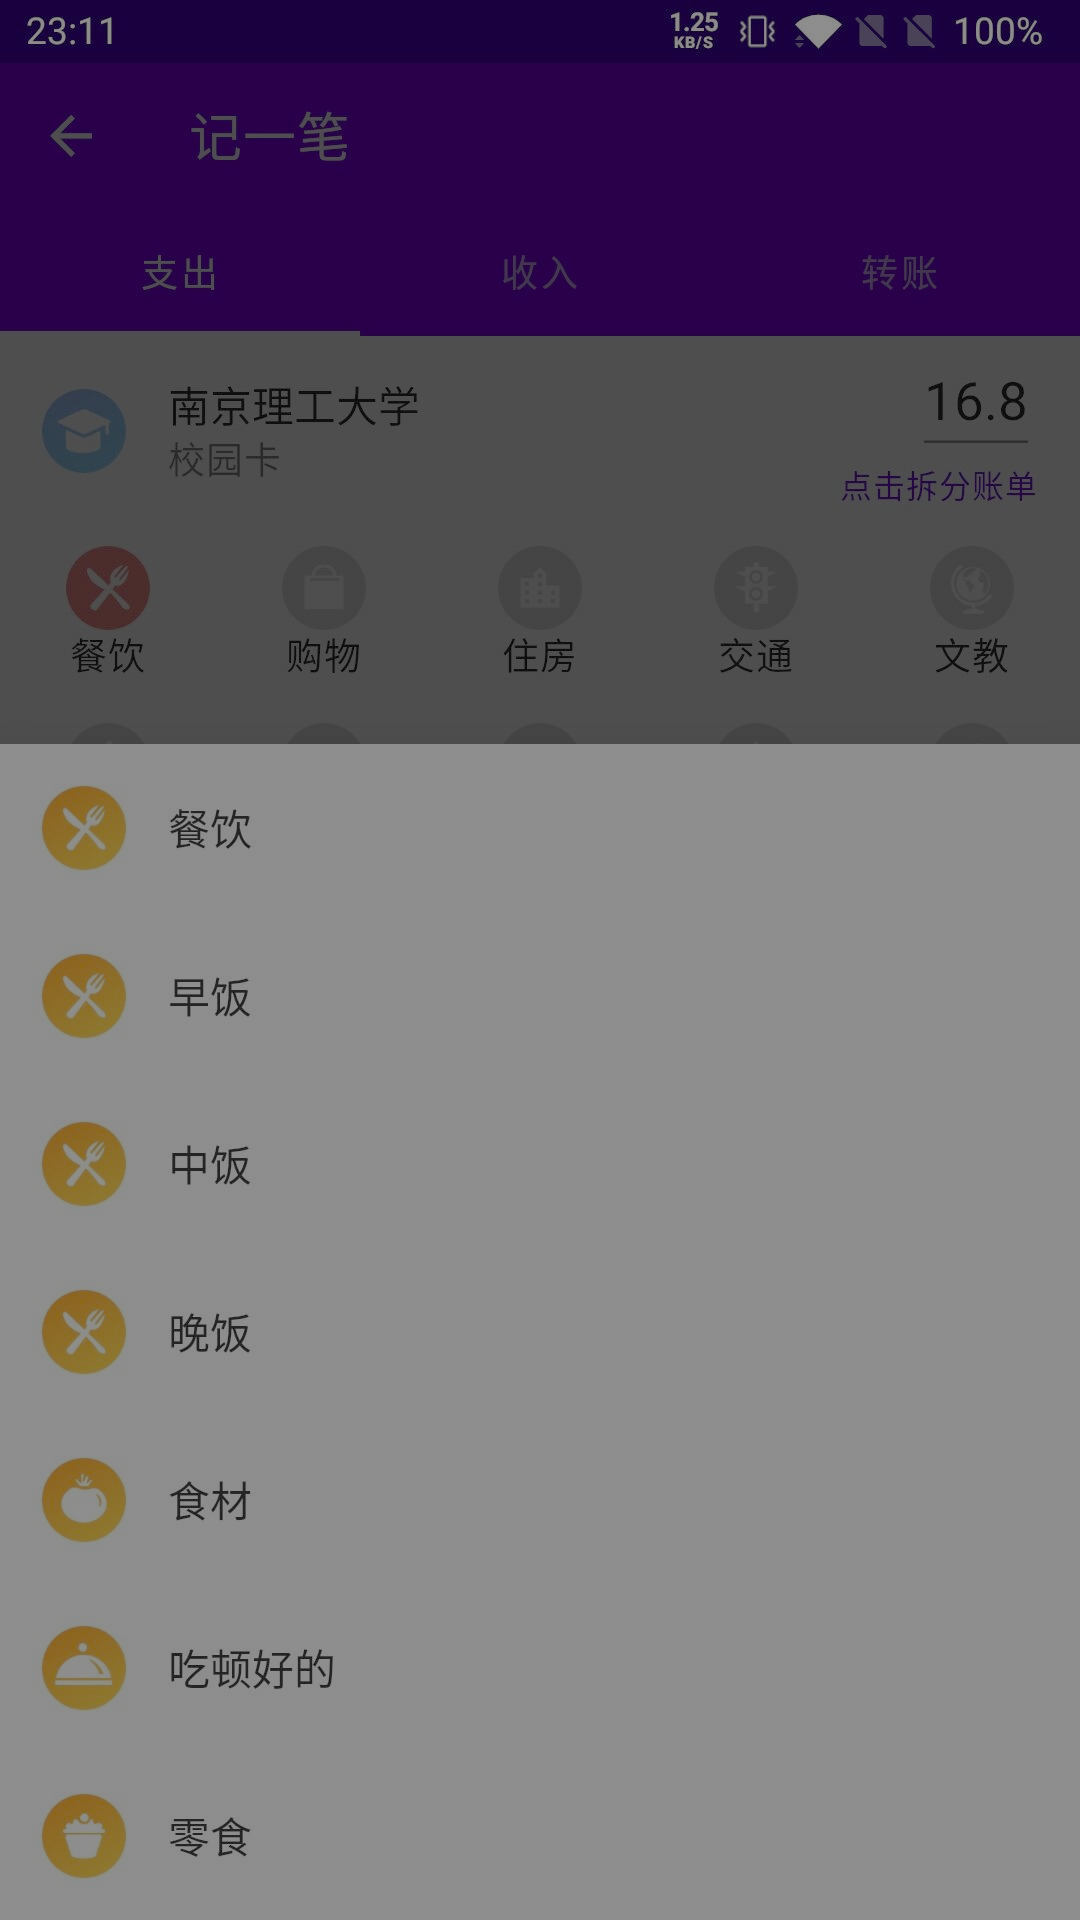 23:11 1.25 KB/S 100%
记一笔
支出 收入 转账
南京理工大学 16.8
校园卡
点击拆分账单
餐饮 购物 住房 交通 文教
餐饮
早饭
中饭
晚饭
食材
吃顿好的
零食